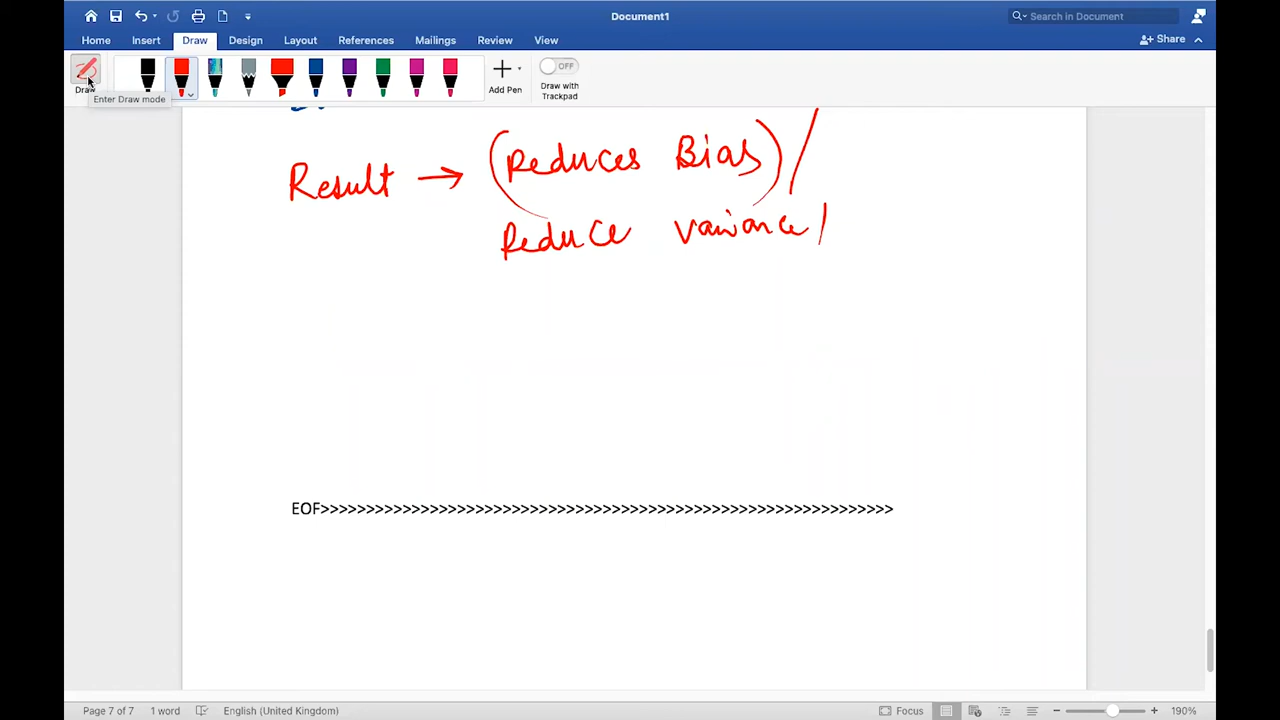 Document1
Search in Document
Home Insert Draw Design Layout References Mailings Review View
Share
Draw
Add Pen
OFF
Draw with
Trackpad
Enter Draw mode
Result → (Reduces Bias) /
Reduce variance/
EOF>>>>>>>>>>>>>>>>>>>>>>>>>>>>>>>>>>>>>>>>>>>>>>>>>>>>>>>>>>>>>>>
Page 7 of 7 1 word English (United Kingdom) Focus 190%